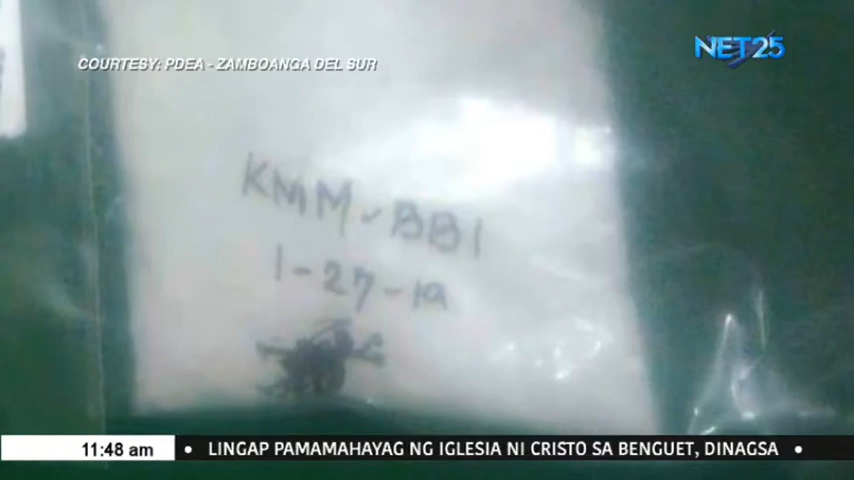 COURTESY: PDEA - ZAMBOANGA DEL SUR
NET25
KMM-BB1
1-27-19
11:48 am • LINGAP PAMAMAHAYAG NG IGLESIA NI CRISTO SA BENGUET, DINAGSA •